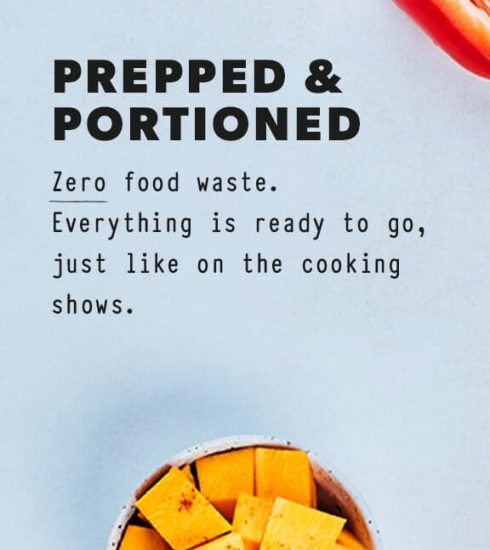 PREPPED &
PORTIONED
Zero food waste.
Everything is ready to go,
just like on the cooking
shows.